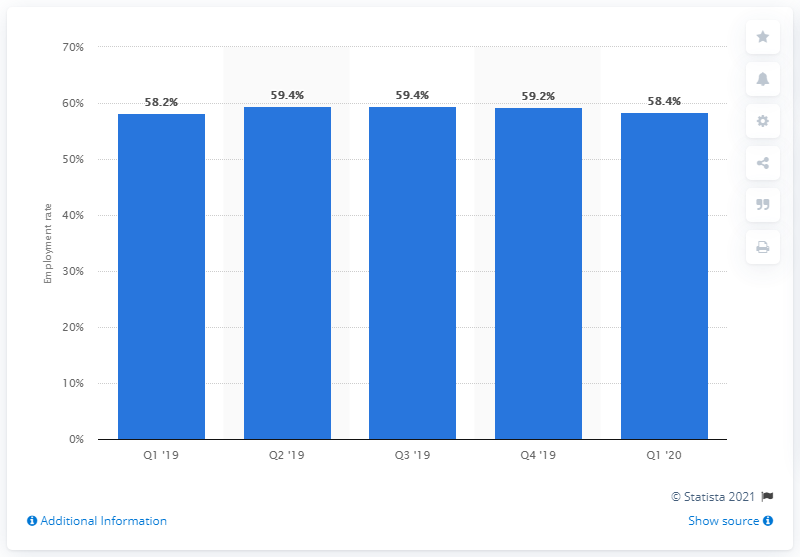 70%
60%
50%
40%
30%
20%
10%
0%
Employment rate
58.2%
59.4%
59.4%
59.2%
58.4%
Q1 '19
Q2 '19
Q3 '19
Q4 '19
Q1 '20
© Statista 2021
Additional Information
Show source